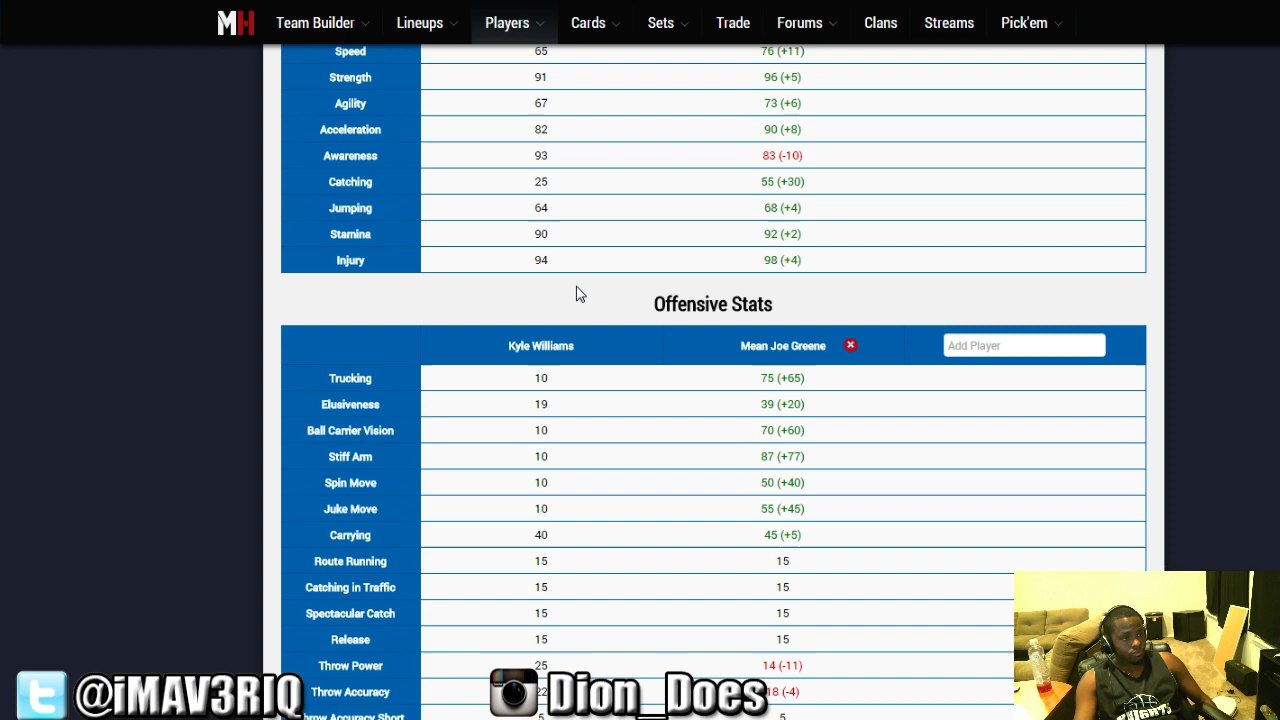 MH Team Builder Lineups Players Cards Sets Trade Forums Clans Streams Pick'em
Speed 65 76 (+11)
Strength 91 96 (+5)
Agility 67 73 (+6)
Acceleration 82 90 (+8)
Awareness 93 83 (-10)
Catching 25 55 (+30)
Jumping 64 68 (+4)
Stamina 90 92 (+2)
Injury 94 98 (+4)
Offensive Stats
Kyle Williams Mean Joe Greene Add Player
Trucking 10 75 (+65)
Elusiveness 19 39 (+20)
Ball Carrier Vision 10 70 (+60)
Stiff Arm 10 87 (+77)
Spin Move 10 50 (+40)
Juke Move 10 55 (+45)
Carrying 40 45 (+5)
Route Running 15 15
Catching in Traffic 15 15
Spectacular Catch 15 15
Release 15 15
Throw Power 25 14 (-11)
Throw Accuracy (-4)
Throw Accuracy Short 5 5
@iMAV3RIQ Dion__Does